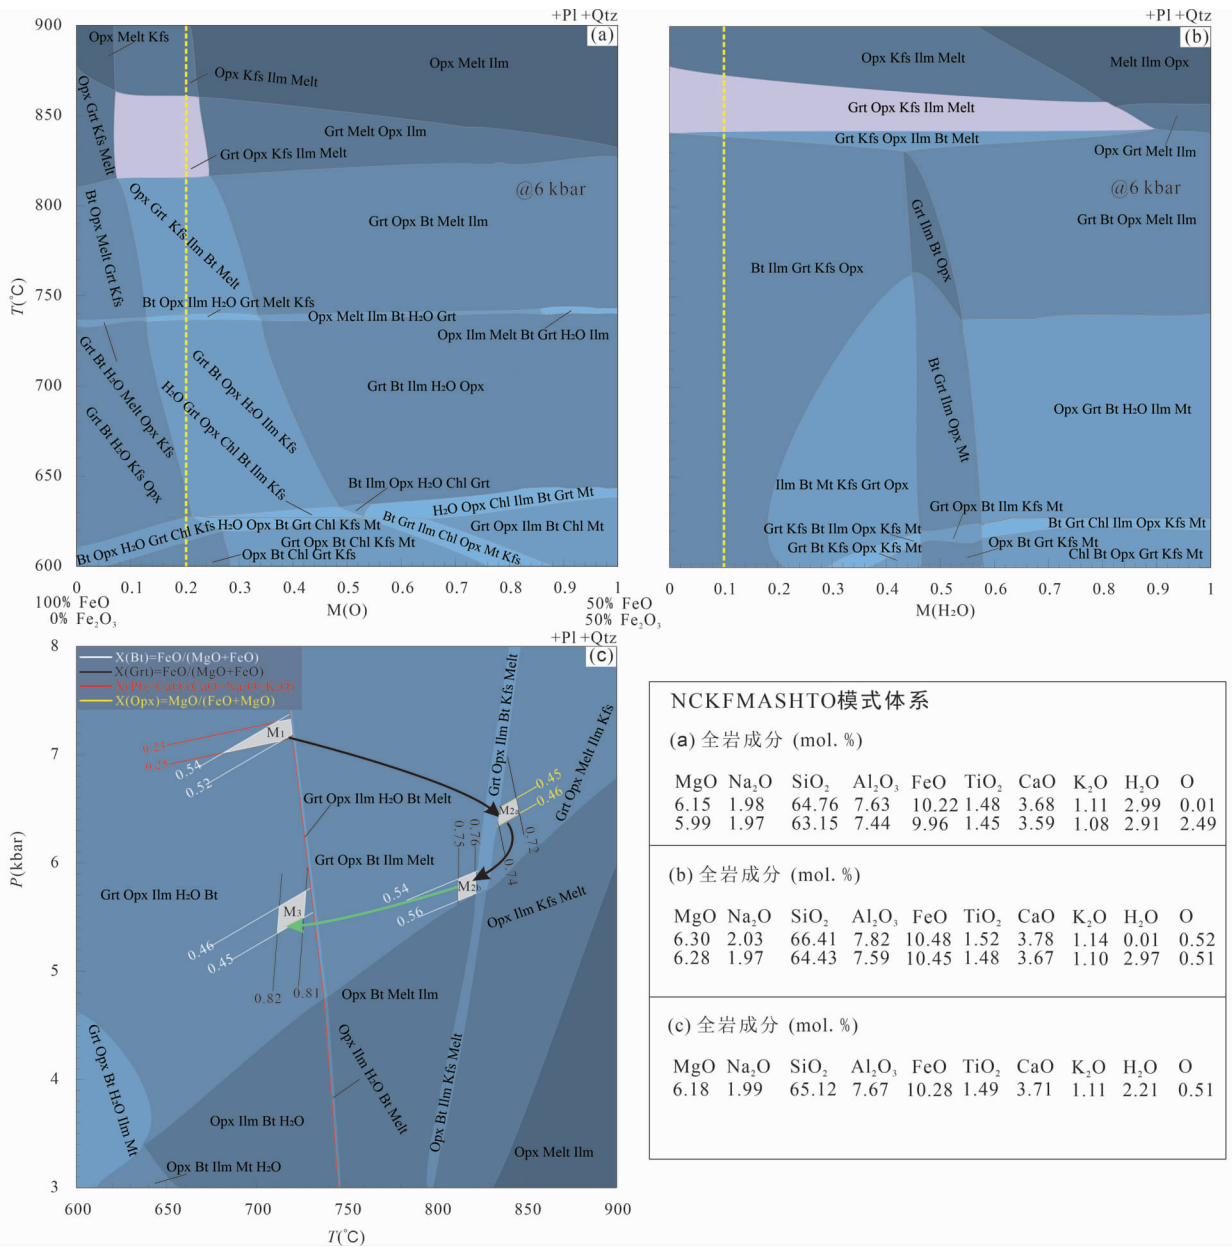 +Pl +Qtz
(a)
900
850
800
750
700
650
600
T(℃)
Opx Melt Kfs
Opx Kfs Ilm Melt
Opx Melt Ilm
Opx Grt Kfs Melt
Grt Melt Opx Ilm
Grt Opx Kfs Ilm Melt
@6 kbar
Bt Opx Melt Grt Kfs
Opx Grt Kfs Ilm Bt Melt
Grt Opx Bt Melt Ilm
Bt Opx Ilm H₂O Grt Melt Kfs
Opx Melt Ilm Bt H₂O Grt
Opx Ilm Melt Bt Grt H₂O Ilm
Grt Bt H₂O Melt Opx Kfs
Grt Bt Opx H₂O Ilm Kfs
Grt Bt Ilm H₂O Opx
H₂O Grt Opx Chl Bt Ilm Kfs
Grt Bt H₂O Kfs Opx
Bt Ilm Opx H₂O Chl Grt
H₂O Opx Chl Ilm Bt Grt Mt
Bt Opx H₂O Grt Chl Kfs
H₂O Opx Bt Grt Chl Kfs Mt
Grt Opx Bt Chl Kfs Mt
Opx Bt Chl Grt Kfs
Bt Grt Ilm Chl Opx Mt Kfs
Grt Opx Ilm Bt Chl Mt
0 0.1 0.2 0.3 0.4 0.5 0.6 0.7 0.8 0.9 1
M(O)
100% FeO
0% Fe₂O₃
50% FeO
50% Fe₂O₃
+Pl +Qtz
(b)
Opx Kfs Ilm Melt
Melt Ilm Opx
Grt Opx Kfs Ilm Melt
Grt Kfs Opx Ilm Bt Melt
Opx Grt Melt Ilm
@6 kbar
Grt Bt Opx Melt Ilm
Grt Ilm Bt Opx
Bt Ilm Grt Kfs Opx
Bt Grt Ilm Opx Mt
Opx Grt Bt H₂O Ilm Mt
Ilm Bt Mt Kfs Grt Opx
Grt Opx Bt Ilm Kfs Mt
Grt Kfs Bt Ilm Opx Kfs Mt
Bt Grt Chl Ilm Opx Kfs Mt
Grt Bt Kfs Opx Kfs Mt
Opx Bt Grt Kfs Mt
Chl Bt Opx Grt Kfs Mt
0 0.1 0.2 0.3 0.4 0.5 0.6 0.7 0.8 0.9 1
M(H₂O)
+Pl +Qtz
(c)
8
7
6
5
4
3
P(kbar)
X(Bt)=FeO/(MgO+FeO)
X(Grt)=FeO/(MgO+FeO)
X(Opx)=MgO/(FeO+MgO)
M₁
0.25
0.54
0.52
Grt Opx Ilm Bt Kfs Melt
Grt Opx Melt Ilm Kfs
0.45
0.46
M₂ₐ
Grt Opx Ilm H₂O Bt Melt
0.75
0.76
0.72
0.74
Grt Opx Bt Ilm Melt
Grt Opx Ilm H₂O Bt
M₂b
0.54
0.56
Opx Ilm Kfs Melt
M₃
0.46
0.45
0.82
0.81
Opx Bt Melt Ilm
Grt Opx Bt H₂O Ilm Mt
Opx Ilm H₂O Bt Melt
Opx Bt Ilm Kfs Melt
Opx Ilm Bt H₂O
Opx Bt Ilm Mt H₂O
Opx Melt Ilm
600 650 700 750 800 850 900
T(℃)
NCKFMASHTO模式体系
(a) 全岩成分 (mol. %)
MgO Na₂O SiO₂ Al₂O₃ FeO TiO₂ CaO K₂O H₂O O
6.15 1.98 64.76 7.63 10.22 1.48 3.68 1.11 2.99 0.01
5.99 1.97 63.15 7.44 9.96 1.45 3.59 1.08 2.91 2.49
(b) 全岩成分 (mol. %)
MgO Na₂O SiO₂ Al₂O₃ FeO TiO₂ CaO K₂O H₂O O
6.30 2.03 66.41 7.82 10.48 1.52 3.78 1.14 0.01 0.52
6.28 1.97 64.43 7.59 10.45 1.48 3.67 1.10 2.97 0.51
(c) 全岩成分 (mol. %)
MgO Na₂O SiO₂ Al₂O₃ FeO TiO₂ CaO K₂O H₂O O
6.18 1.99 65.12 7.67 10.28 1.49 3.71 1.11 2.21 0.51